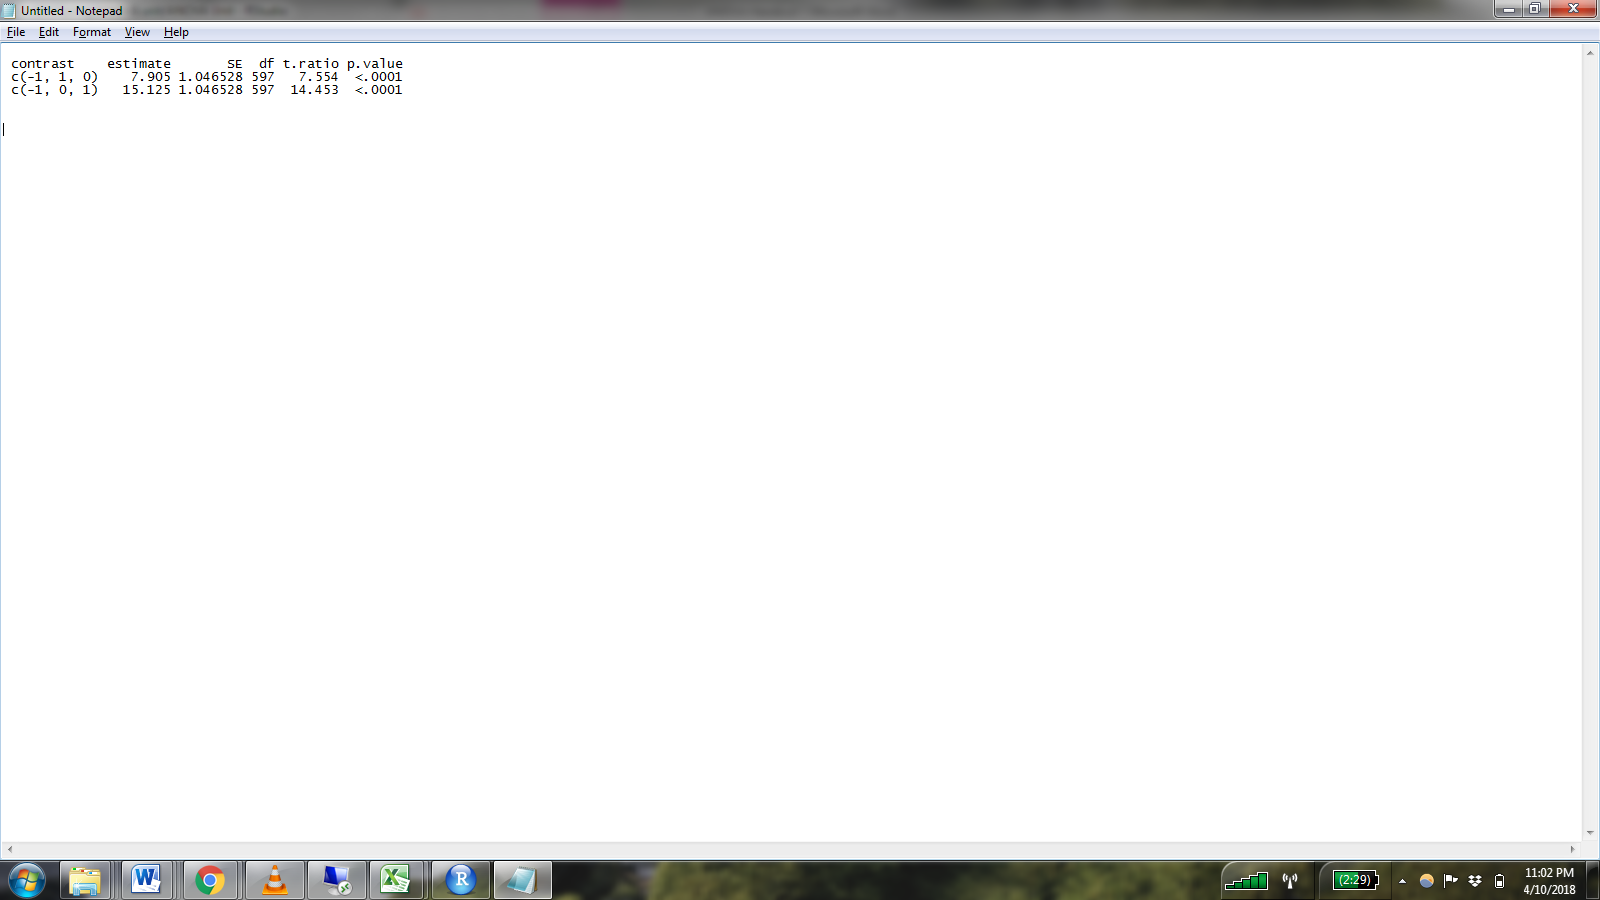 Untitled - Notepad
File Edit Format View Help
contrast estimate SE df t.ratio p.value
c(-1, 1, 0) 7.905 1.046528 597 7.554 <.0001
c(-1, 0, 1) 15.125 1.046528 597 14.453 <.0001
(2:29)
11:02 PM
4/10/2018